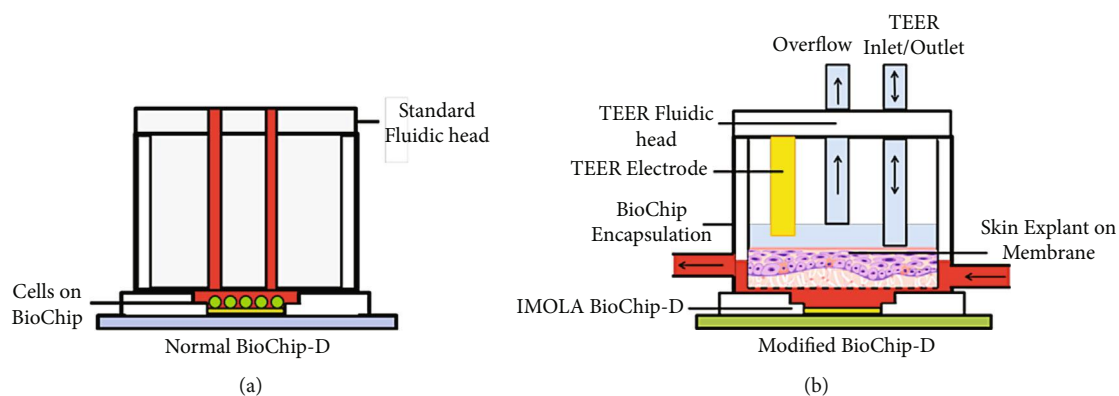 Standard
Fluidic head
Cells on
BioChip
Normal BioChip-D
(a)
Overflow
TEER
Inlet/Outlet
TEER Fluidic
head
TEER Electrode
BioChip
Encapsulation
Skin Explant on
Membrane
IMOLA BioChip-D
Modified BioChip-D
(b)